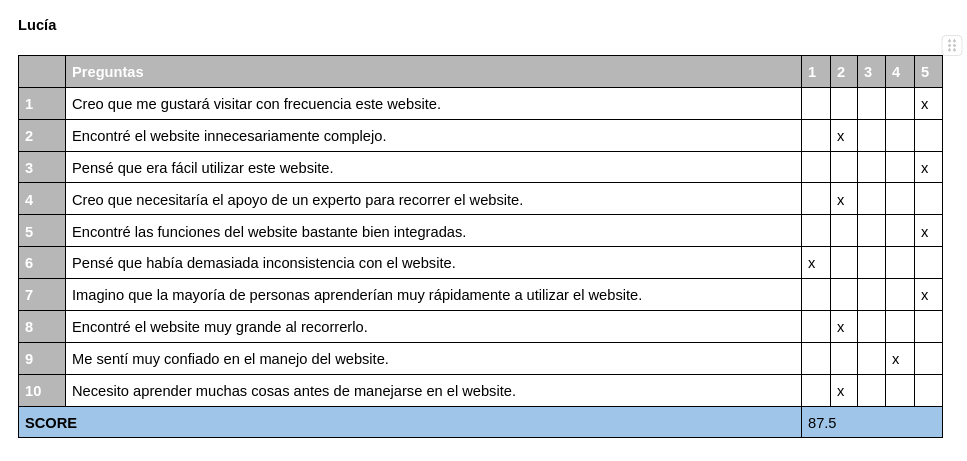 Lucía
Preguntas 1 2 3 4 5
1 Creo que me gustará visitar con frecuencia este website. x
2 Encontré el website innecesariamente complejo. x
3 Pensé que era fácil utilizar este website. x
4 Creo que necesitaría el apoyo de un experto para recorrer el website. x
5 Encontré las funciones del website bastante bien integradas. x
6 Pensé que había demasiada inconsistencia con el website. x
7 Imagino que la mayoría de personas aprenderían muy rápidamente a utilizar el website. x
8 Encontré el website muy grande al recorrerlo. x
9 Me sentí muy confiado en el manejo del website. x
10 Necesito aprender muchas cosas antes de manejarse en el website. x
SCORE 87.5